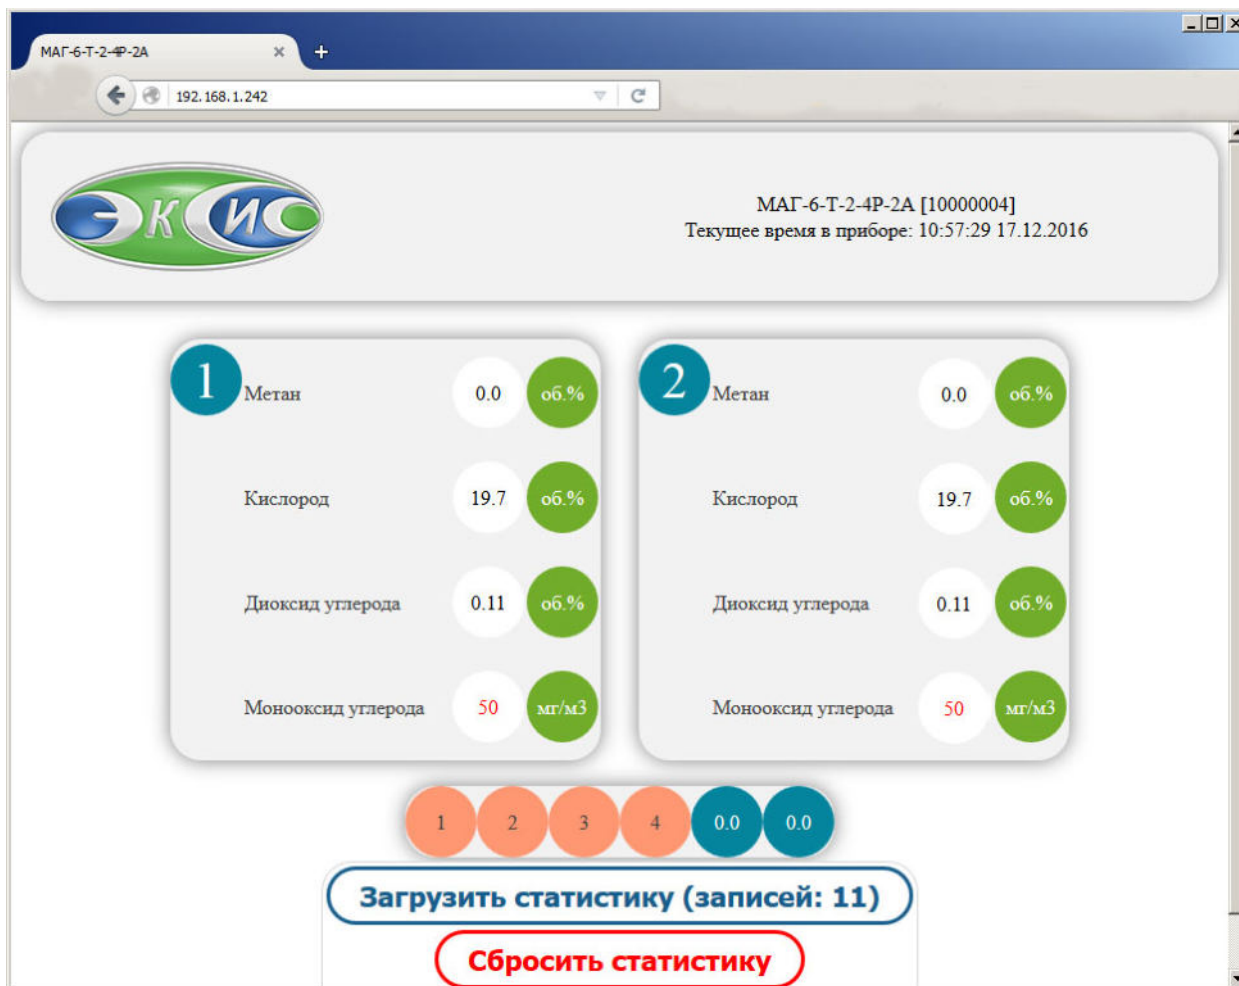 МАГ-6-Т-2-4Р-2А
192.168.1.242
ЭКСИС
МАГ-6-Т-2-4Р-2А [10000004]
Текущее время в приборе: 10:57:29 17.12.2016
1
Метан 0.0 об.%
Кислород 19.7 об.%
Диоксид углерода 0.11 об.%
Монооксид углерода 50 мг/м3
2
Метан 0.0 об.%
Кислород 19.7 об.%
Диоксид углерода 0.11 об.%
Монооксид углерода 50 мг/м3
1 2 3 4 0.0 0.0
Загрузить статистику (записей: 11)
Сбросить статистику